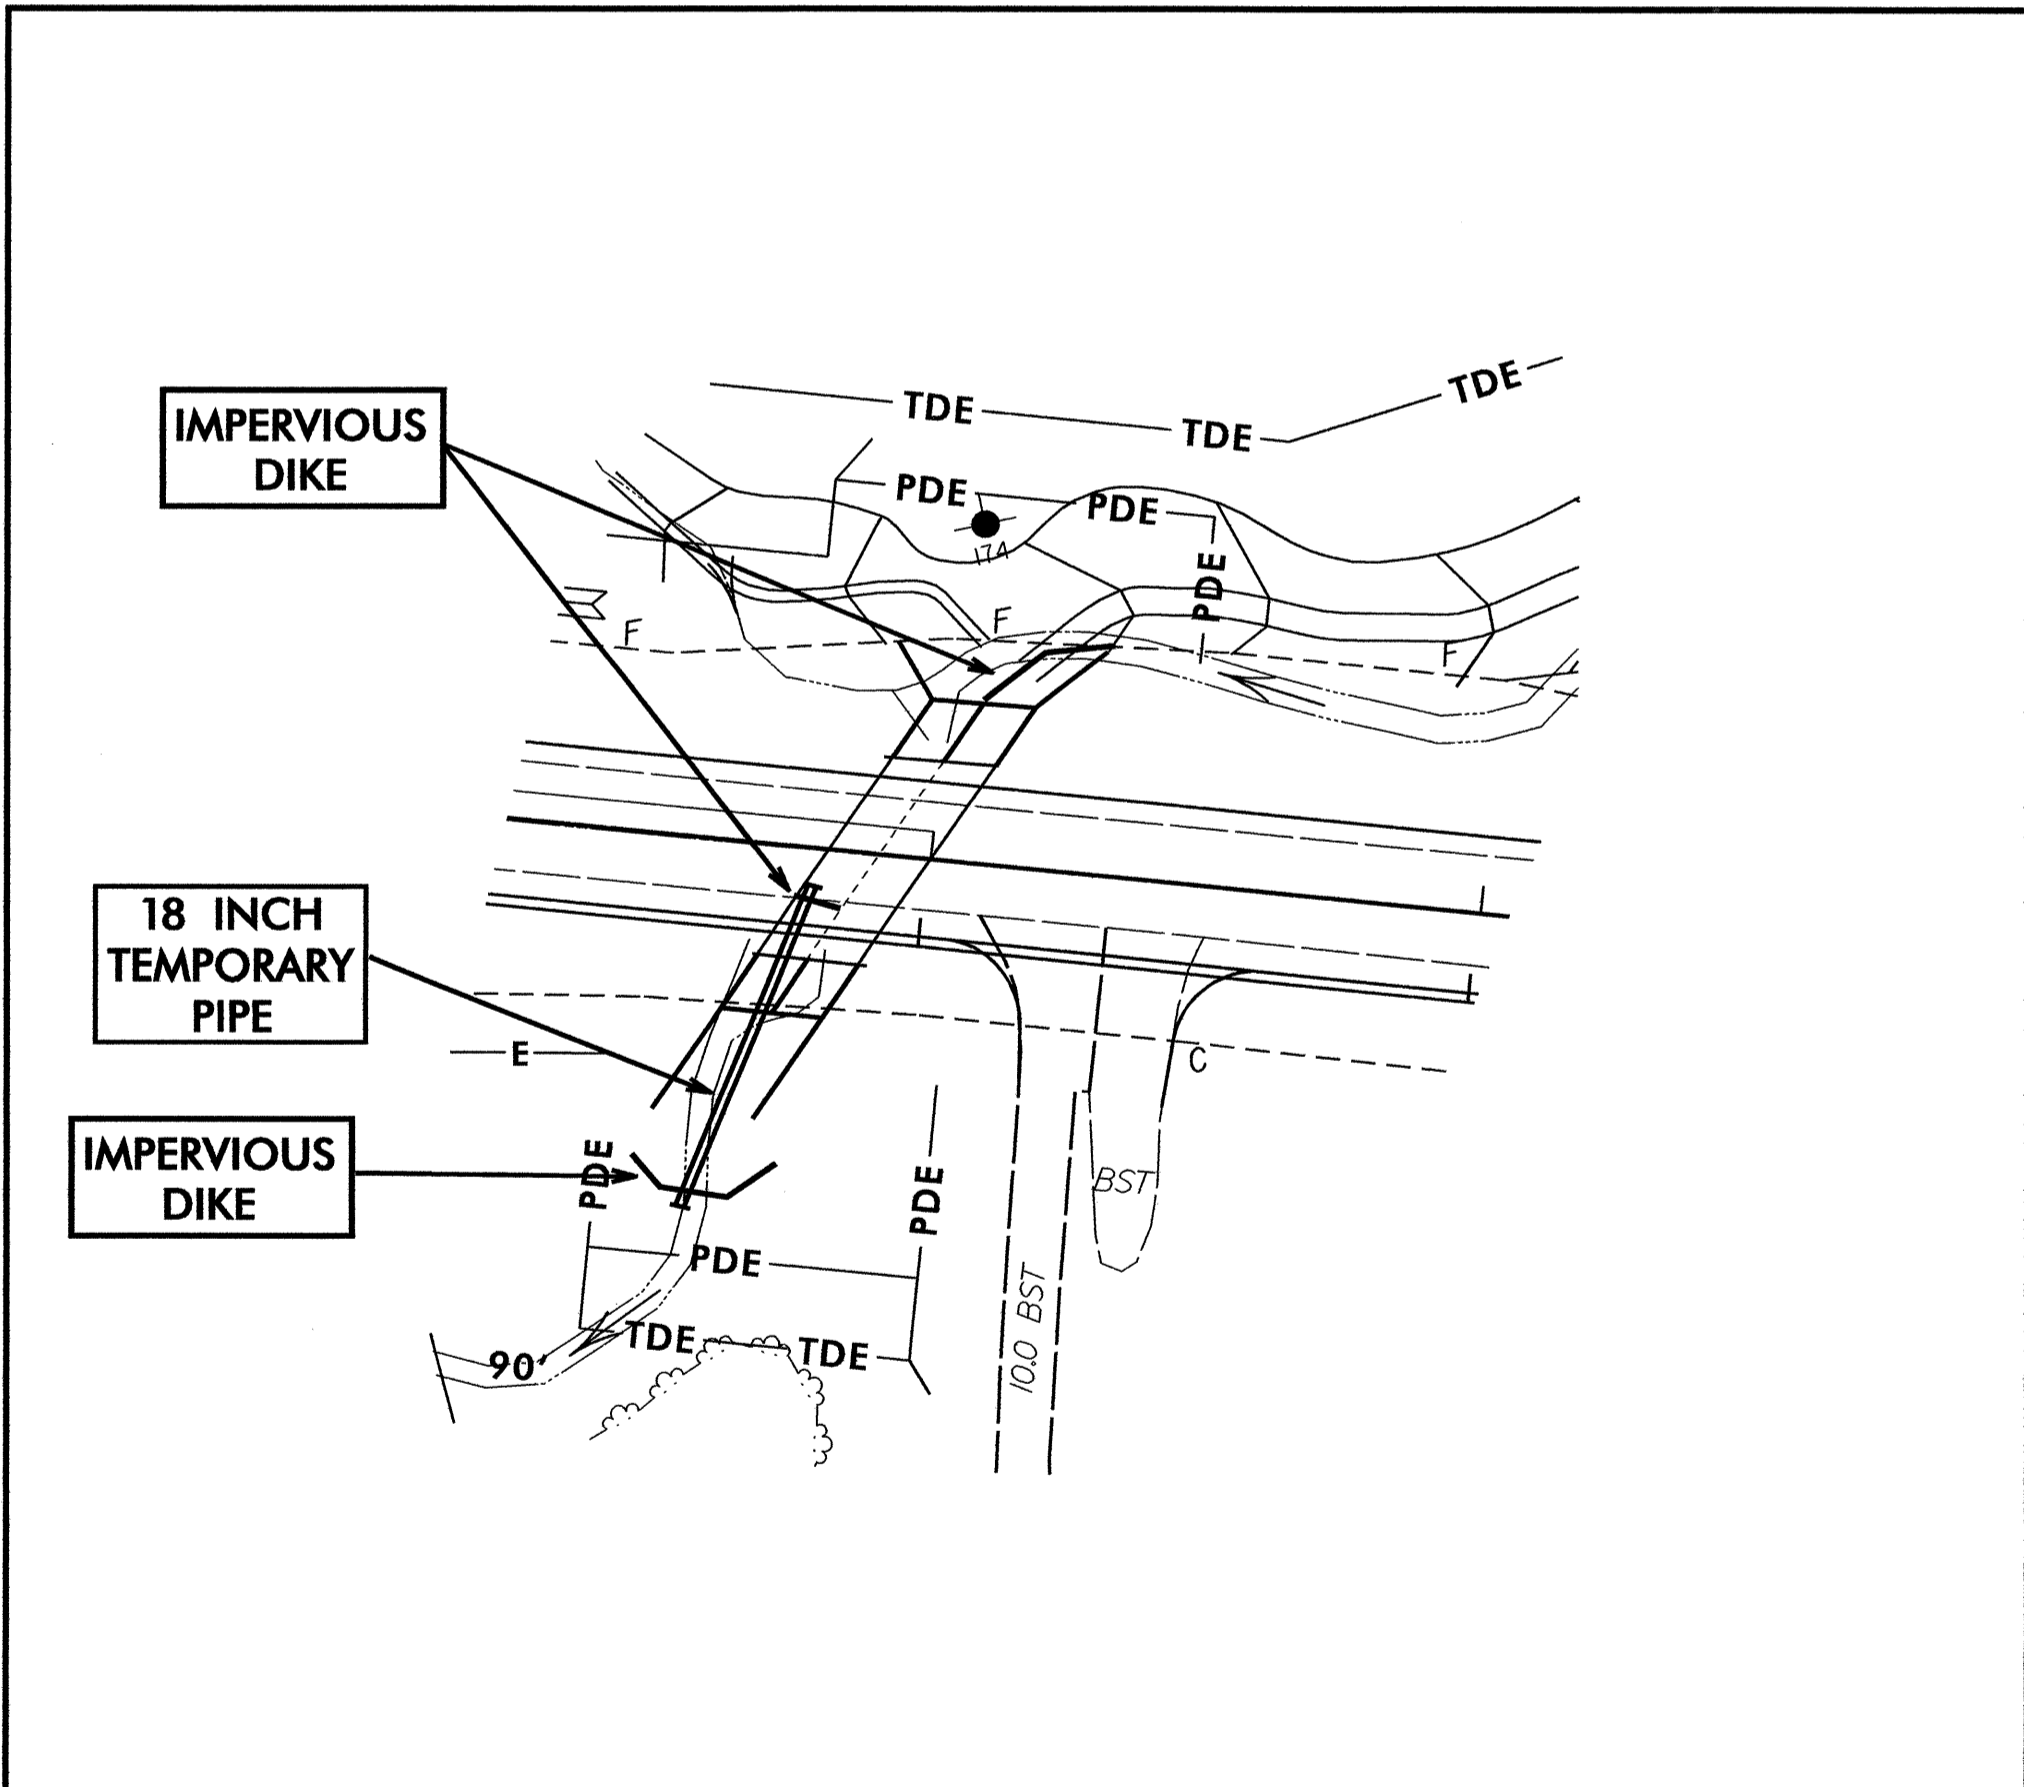 TDE
TDE
TDE
IMPERVIOUS
DIKE
PDE
PDE
17A
PDE
F
F
F
18 INCH
TEMPORARY
PIPE
E
C
IMPERVIOUS
DIKE
PDE
PDE
BST
PDE
10.0 BST
TDE
TDE
90'